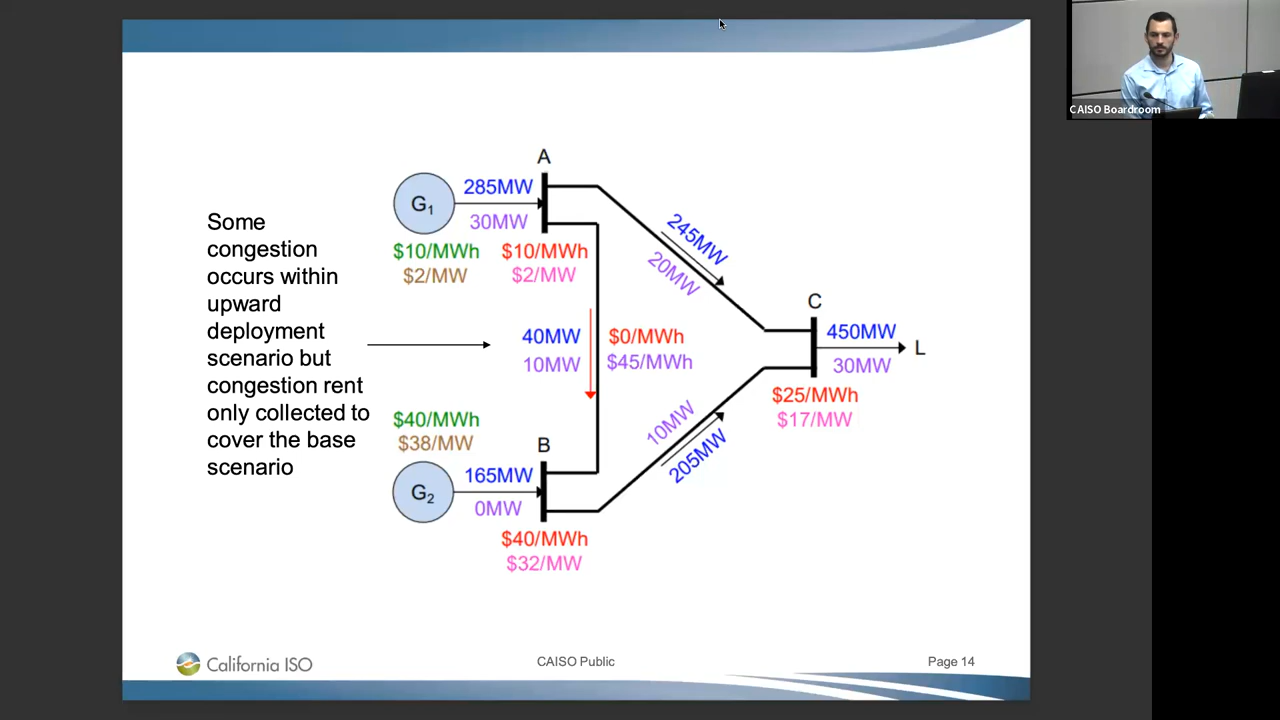 CAISO Boardroom
A
G1
285MW
30MW
$10/MWh
$2/MW
$10/MWh
$2/MW
Some
congestion
occurs within
upward
deployment
scenario but
congestion rent
only collected to
cover the base
scenario
245MW
20MW
40MW
10MW
$0/MWh
$45/MWh
C
450MW
30MW
L
$25/MWh
$17/MW
10MW
205MW
$40/MWh
$38/MW
B
G2
165MW
0MW
$40/MWh
$32/MW
California ISO
CAISO Public
Page 14